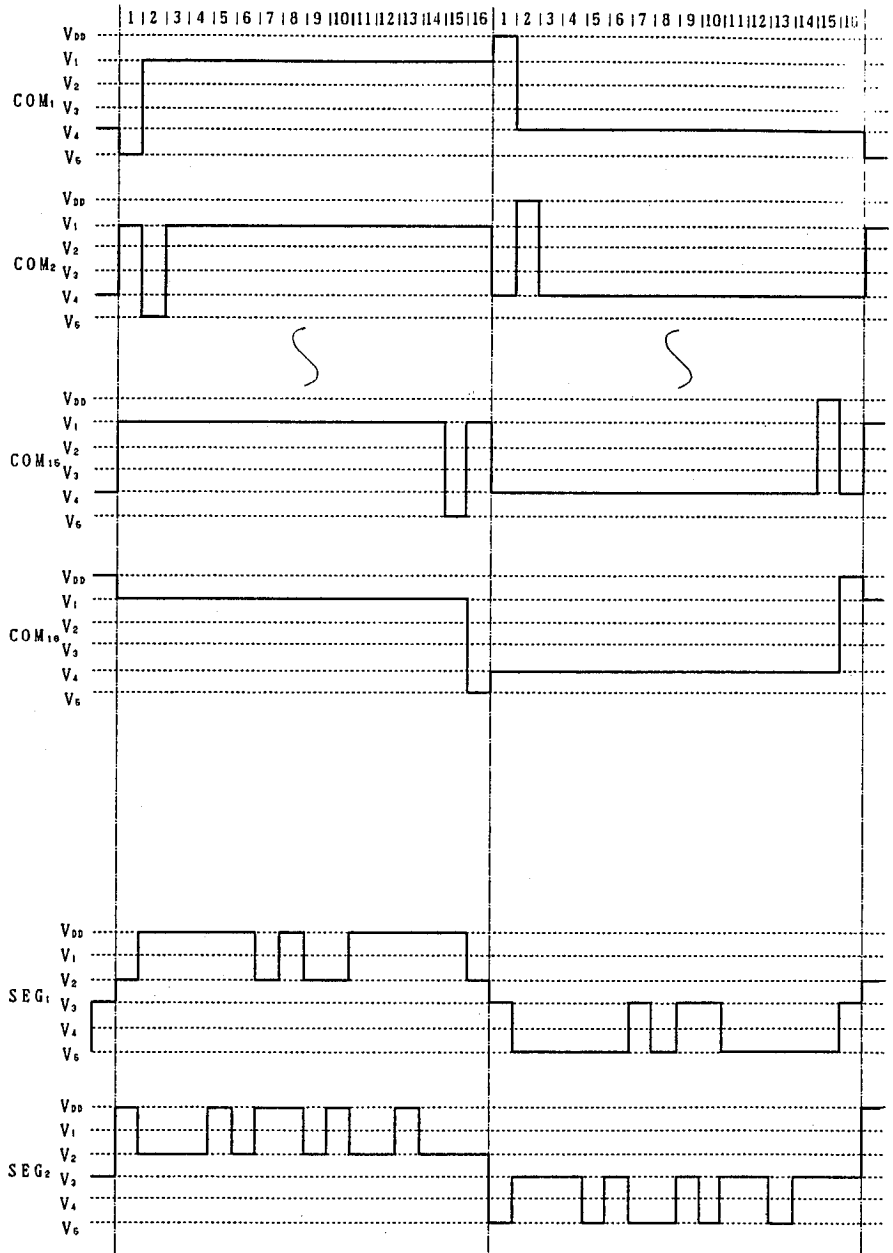 | 1 | 2 | 3 | 4 | 5 | 6 | 7 | 8 | 9 |10|11|12|13|14|15|16 | 1 | 2 | 3 | 4 | 5 | 6 | 7 | 8 | 9 |10|11|12|13|14|15|16|
VDD
V1
V2
COM1
V3
V4
V5
VDD
V1
V2
COM2
V3
V4
V5
VDD
V1
V2
COM15
V3
V4
V5
VDD
V1
V2
COM16
V3
V4
V5
VDD
V1
V2
SEG1
V3
V4
V5
VDD
V1
V2
SEG2
V3
V4
V5